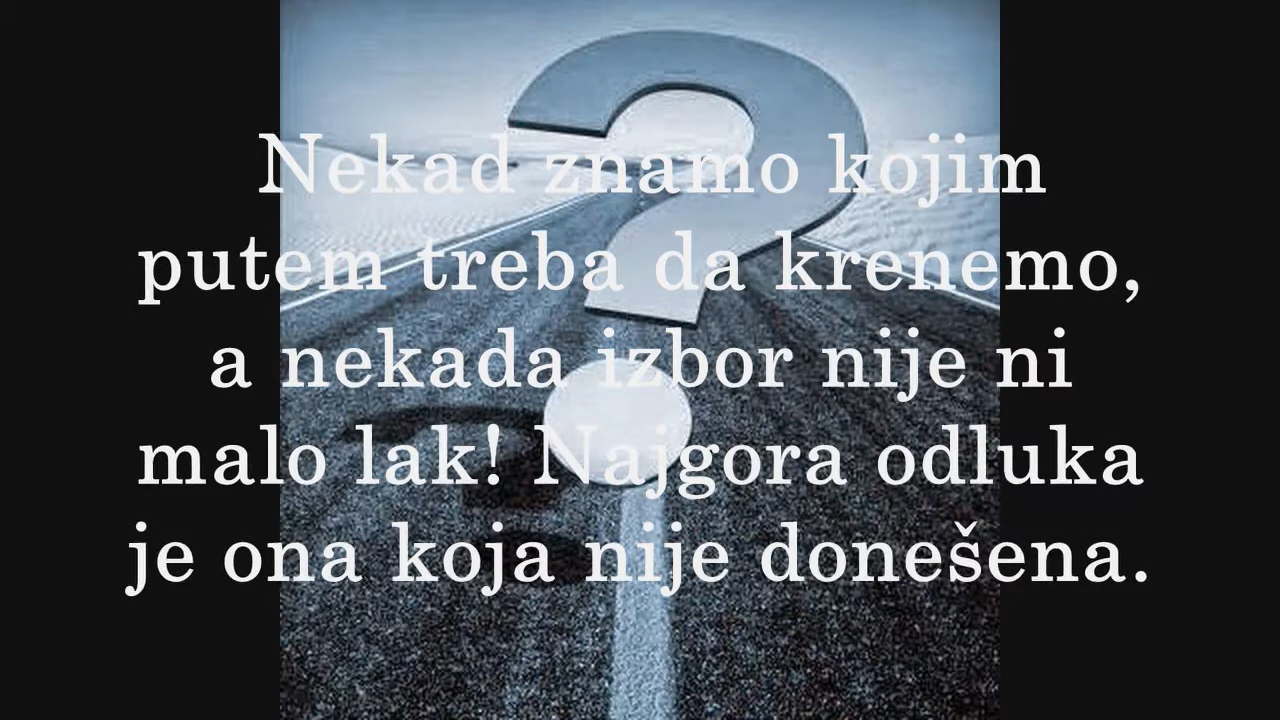 Nekad znamo kojim
putem treba da krenemo,
a nekada izbor nije ni
malo lak! Najgora odluka
je ona koja nije donešena.